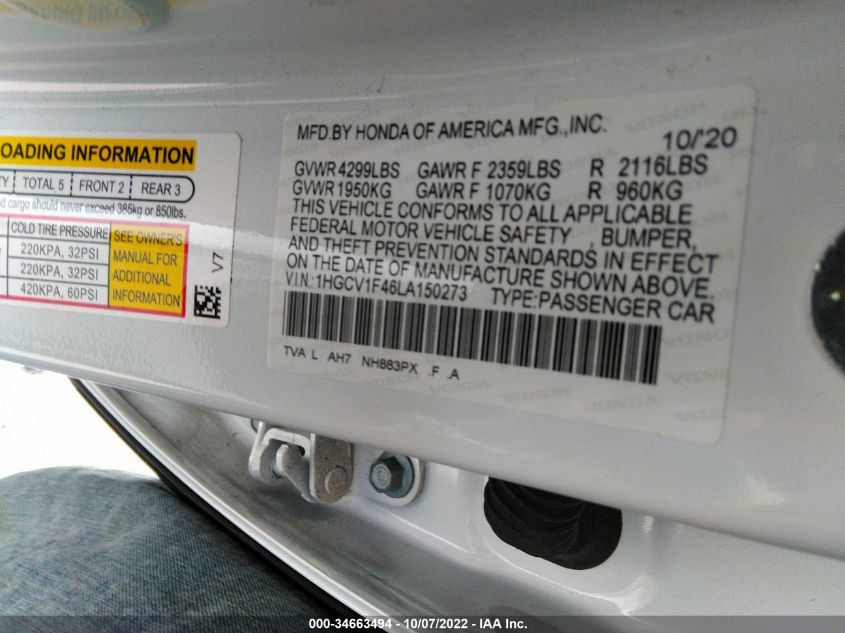 OADING INFORMATION
TOTAL 5 FRONT 2 REAR 3
cargo should never exceed 385kg or 850lbs.
COLD TIRE PRESSURE
220KPA, 32PSI
220KPA, 32PSI
420KPA, 60PSI
SEE OWNER'S
MANUAL FOR
ADDITIONAL
INFORMATION
V7
MFD.BY HONDA OF AMERICA MFG.,INC. 10/'20
GVWR 4299LBS GAWR F 2359LBS R 2116LBS
GVWR 1950KG GAWR F 1070KG R 960KG
THIS VEHICLE CONFORMS TO ALL APPLICABLE
FEDERAL MOTOR VEHICLE SAFETY , BUMPER,
AND THEFT PREVENTION STANDARDS IN EFFECT
ON THE DATE OF MANUFACTURE SHOWN ABOVE.
V.I.N.:1HGCV1F46LA150273 TYPE:PASSENGER CAR
TVA L AH7 NH883PX .F .A
000-34663494 - 10/07/2022 - IAA Inc.